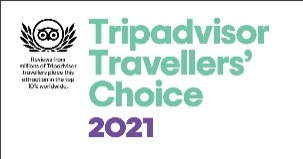 Reviews from
millions of Tripadvisor
travellers place this
attraction in the top
10% worldwide.
Tripadvisor
Travellers'
Choice
2021